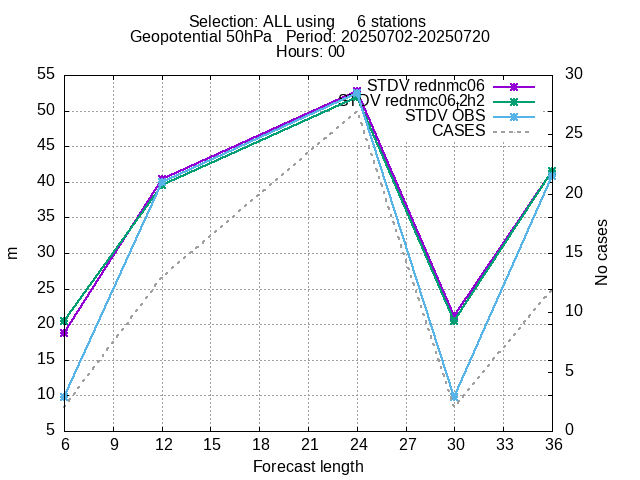 Selection: ALL using     6 stations
Geopotential 50hPa   Period: 20250702-20250720
Hours: 00
STDV rednmc06
STDV rednmc06.2h2
STDV OBS
CASES
55
50
45
40
35
30
25
20
15
10
5
30
25
20
15
10
5
0
m
No cases
6 9 12 15 18 21 24 27 30 33 36
Forecast length